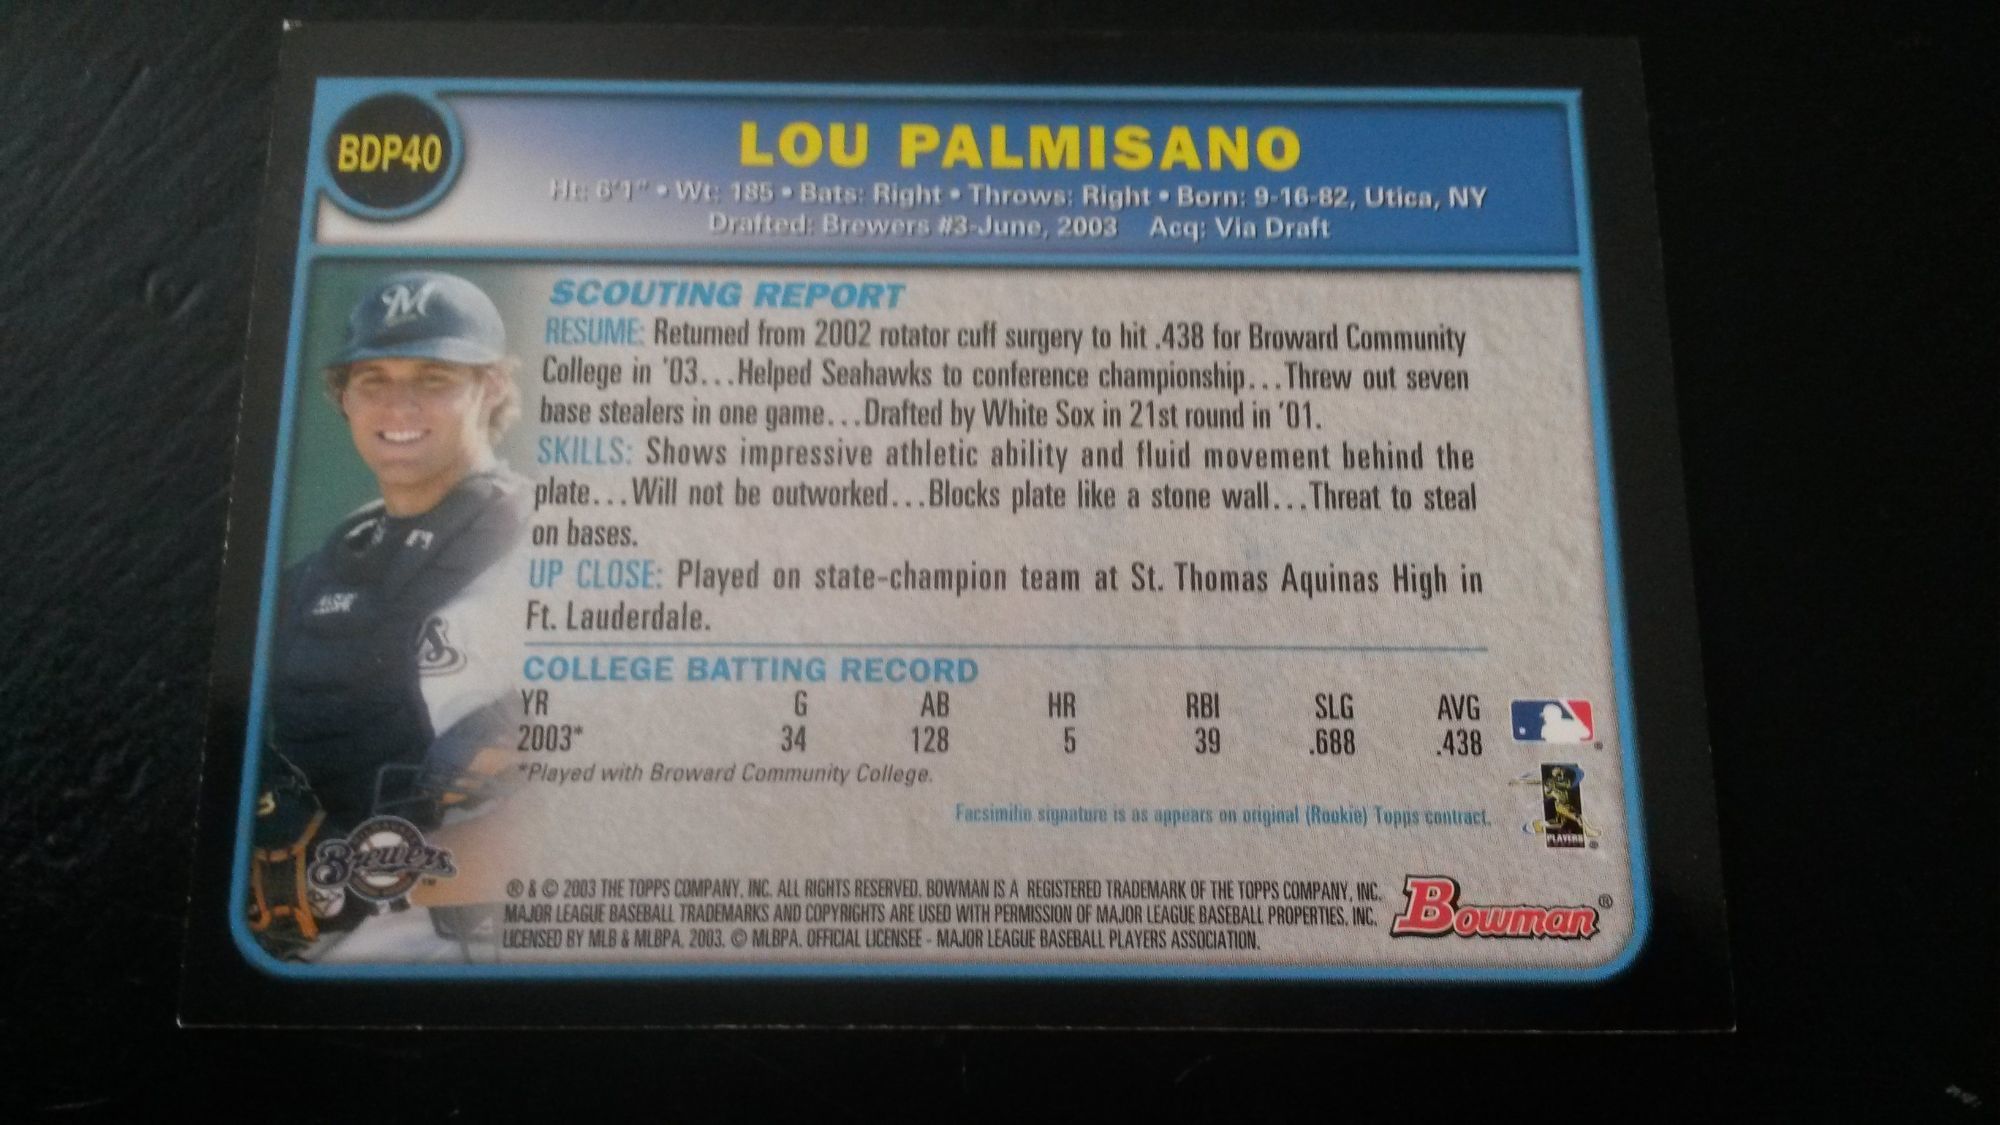 BDP40
LOU PALMISANO
Ht: 6'1" • Wt: 185 • Bats: Right • Throws: Right • Born: 9-16-82, Utica, NY
Drafted: Brewers #3-June, 2003 Acq: Via Draft
SCOUTING REPORT
RESUME: Returned from 2002 rotator cuff surgery to hit .438 for Broward Community
College in '03...Helped Seahawks to conference championship...Threw out seven
base stealers in one game...Drafted by White Sox in 21st round in '01.
SKILLS: Shows impressive athletic ability and fluid movement behind the
plate...Will not be outworked...Blocks plate like a stone wall...Threat to steal
on bases.
UP CLOSE: Played on state-champion team at St. Thomas Aquinas High in
Ft. Lauderdale.
COLLEGE BATTING RECORD
YR G AB HR RBI SLG AVG
2003* 34 128 5 39 .688 .438
*Played with Broward Community College.
Facsimilie signature is as appears on original (Rookie) Topps contract.
PLAYERS
M
Brewers
® & © 2003 THE TOPPS COMPANY, INC. ALL RIGHTS RESERVED. BOWMAN IS A REGISTERED TRADEMARK OF THE TOPPS COMPANY, INC.
MAJOR LEAGUE BASEBALL TRADEMARKS AND COPYRIGHTS ARE USED WITH PERMISSION OF MAJOR LEAGUE BASEBALL PROPERTIES, INC.
LICENSED BY MLB & MLBPA. 2003. © MLBPA. OFFICIAL LICENSEE - MAJOR LEAGUE BASEBALL PLAYERS ASSOCIATION.
Bowman®